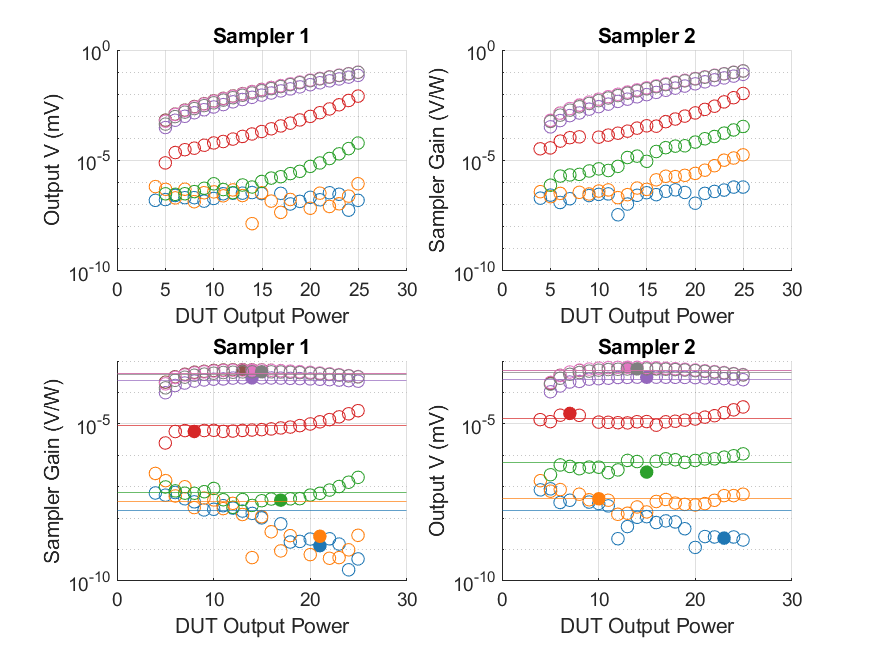 Sampler 1
10^0
10^-5
10^-10
Output V (mV)
0 5 10 15 20 25 30
DUT Output Power
Sampler 2
10^0
10^-5
10^-10
Sampler Gain (V/W)
0 5 10 15 20 25 30
DUT Output Power
Sampler 1
10^-5
10^-10
Sampler Gain (V/W)
0 10 20 30
DUT Output Power
Sampler 2
10^-5
10^-10
Output V (mV)
0 10 20 30
DUT Output Power